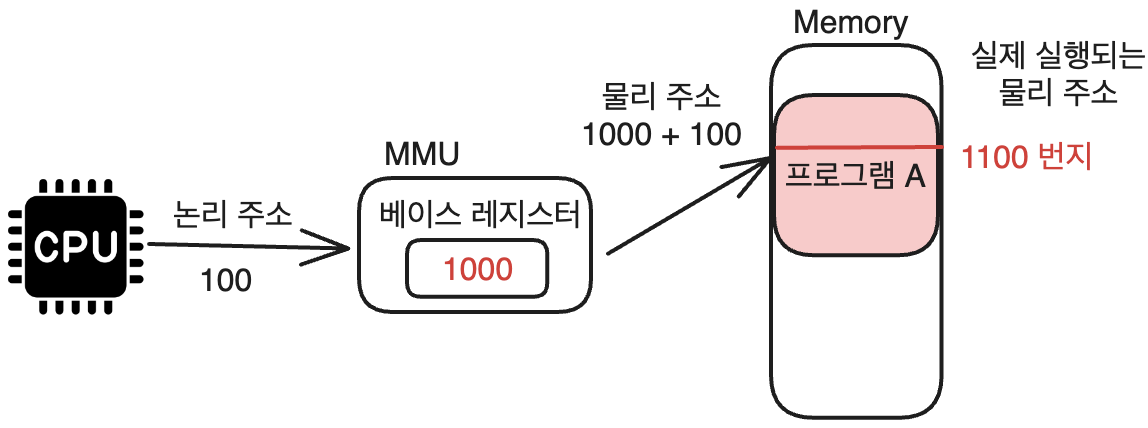 CPU
논리 주소
100
MMU
베이스 레지스터
1000
물리 주소
1000 + 100
Memory
프로그램 A
실제 실행되는
물리 주소
1100 번지